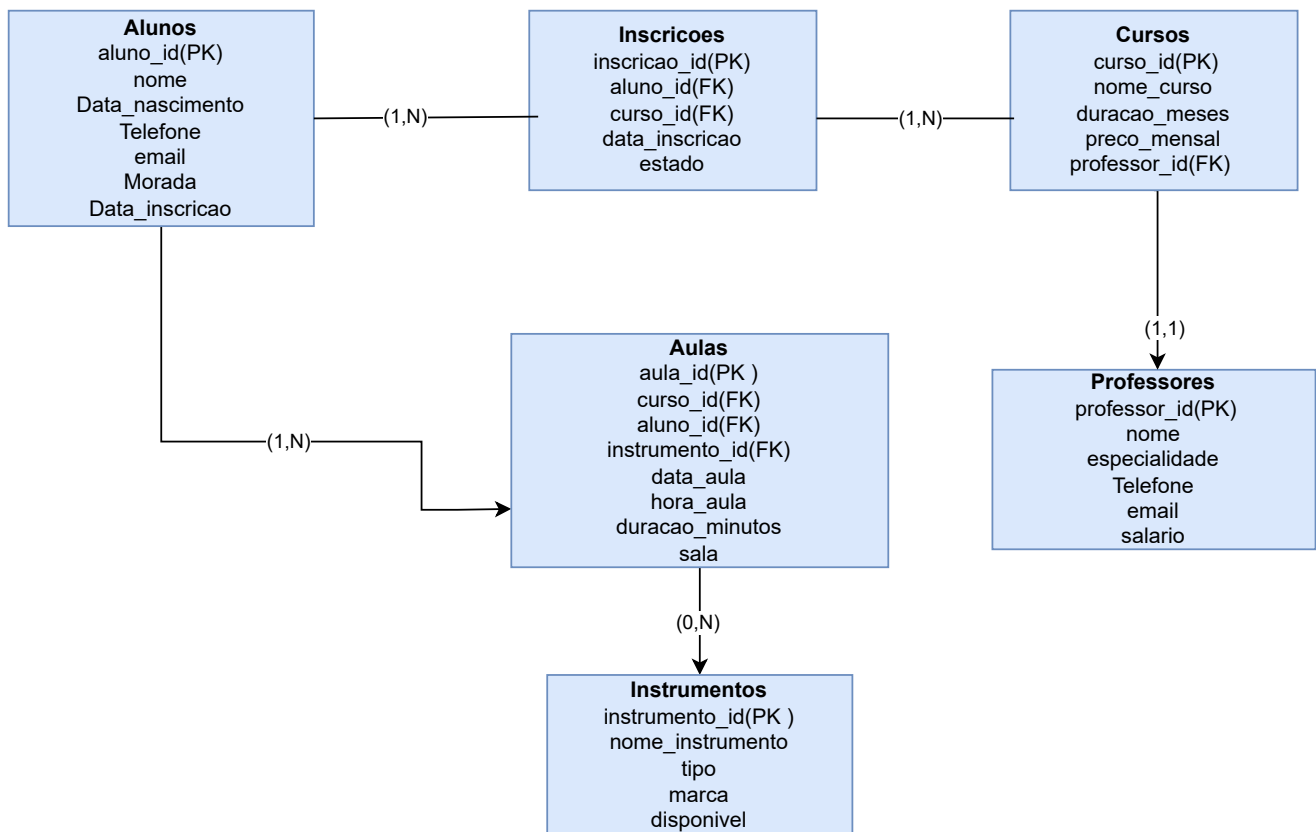 Alunos
aluno_id(PK)
nome
Data_nascimento
Telefone
email
Morada
Data_inscricao
(1,N)
Inscricoes
inscricao_id(PK)
aluno_id(FK)
curso_id(FK)
data_inscricao
estado
(1,N)
Cursos
curso_id(PK)
nome_curso
duracao_meses
preco_mensal
professor_id(FK)
(1,N)
Aulas
aula_id(PK )
curso_id(FK)
aluno_id(FK)
instrumento_id(FK)
data_aula
hora_aula
duracao_minutos
sala
(1,1)
Professores
professor_id(PK)
nome
especialidade
Telefone
email
salario
(0,N)
Instrumentos
instrumento_id(PK )
nome_instrumento
tipo
marca
disponivel